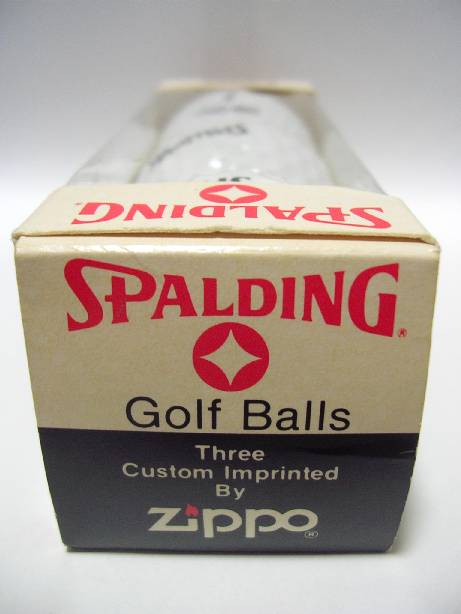 SPALDING
SPALDING®
Golf Balls
Three
Custom Imprinted
By
Zippo®